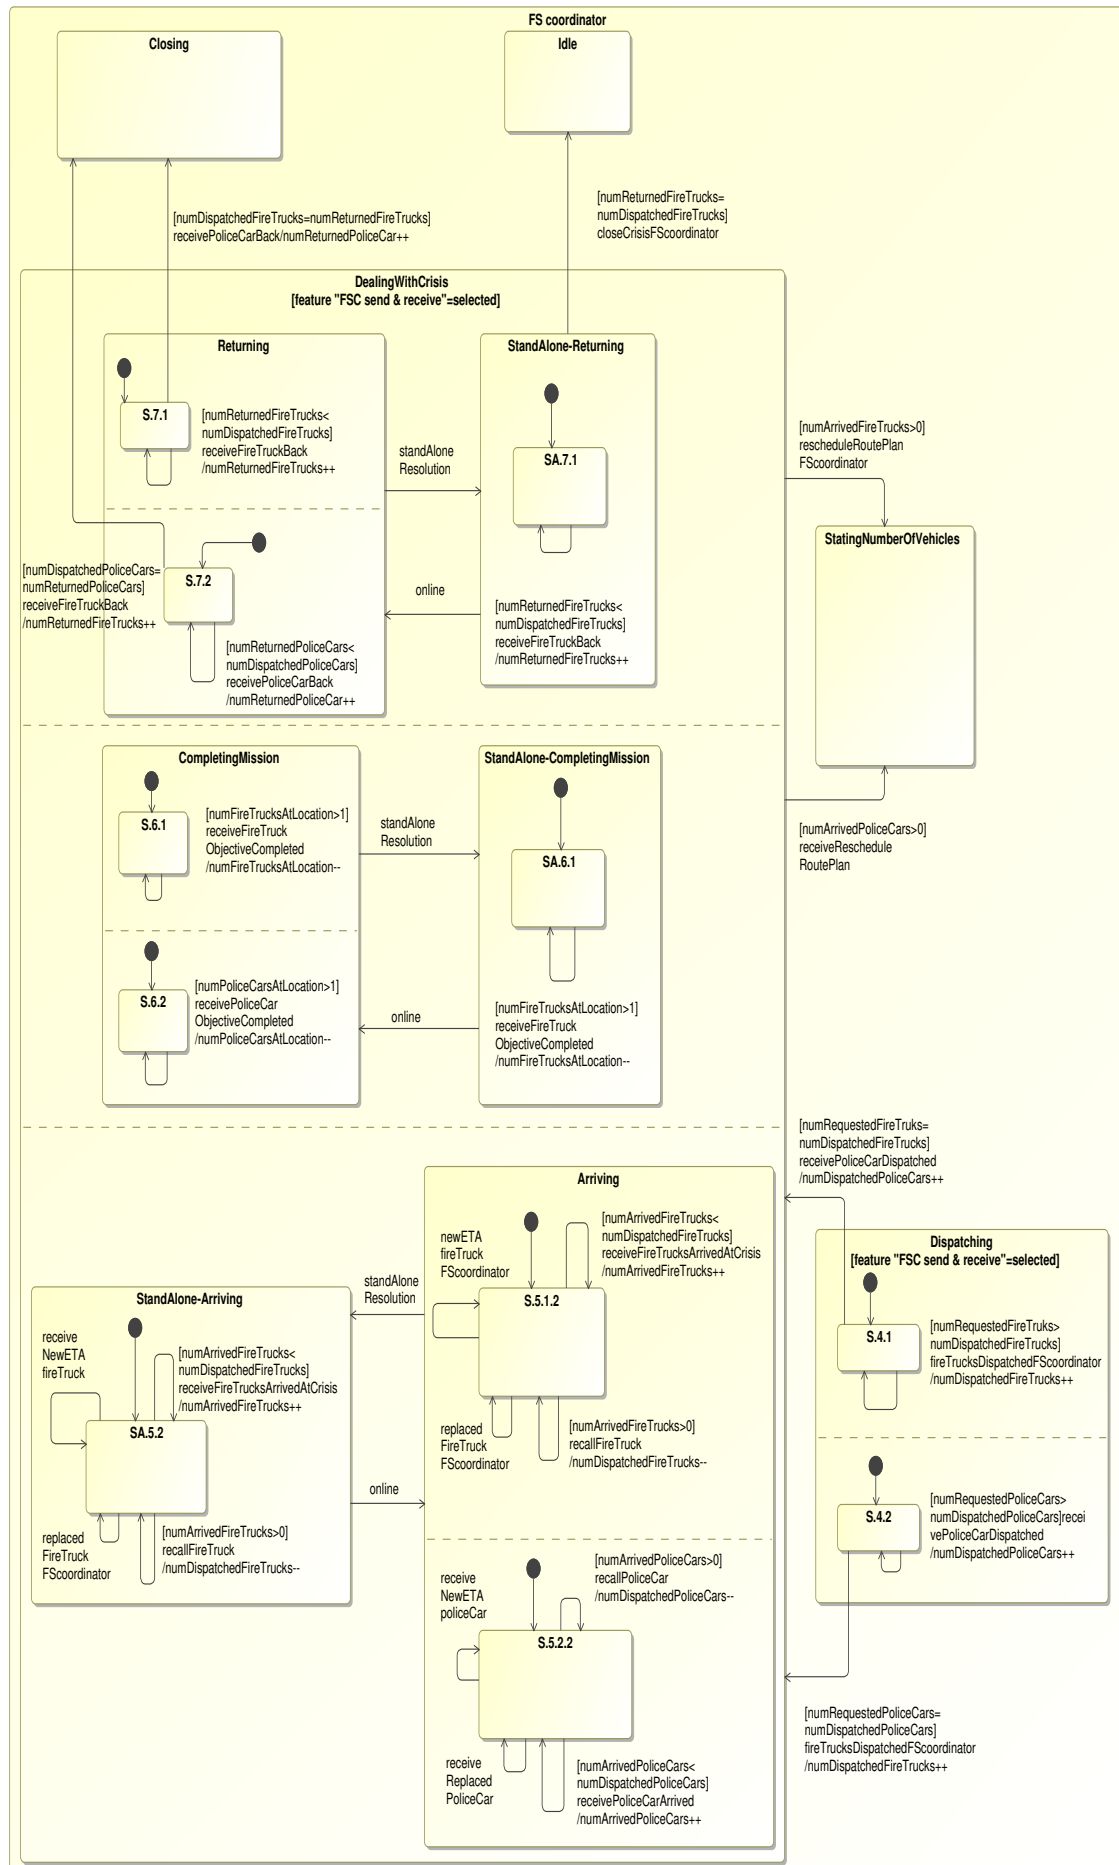 FS coordinator
Closing
Idle
[numDispatchedFireTrucks=numReturnedFireTrucks]
receivePoliceCarBack/numReturnedPoliceCar++
[numReturnedFireTrucks=
numDispatchedFireTrucks]
closeCrisisFScoordinator
DealingWithCrisis
[feature "FSC send & receive"=selected]
Returning
S.7.1
[numReturnedFireTrucks<
numDispatchedFireTrucks]
receiveFireTruckBack
/numReturnedFireTrucks++
[numDispatchedPoliceCars=
numReturnedPoliceCars]
receiveFireTruckBack
/numReturnedFireTrucks++
S.7.2
[numReturnedPoliceCars<
numDispatchedPoliceCars]
receivePoliceCarBack
/numReturnedPoliceCar++
standAlone
Resolution
online
StandAlone-Returning
SA.7.1
[numReturnedFireTrucks<
numDispatchedFireTrucks]
receiveFireTruckBack
/numReturnedFireTrucks++
[numArrivedFireTrucks>0]
rescheduleRoutePlan
FScoordinator
StatingNumberOfVehicles
[numArrivedPoliceCars>0]
receiveReschedule
RoutePlan
CompletingMission
S.6.1
[numFireTrucksAtLocation>1]
receiveFireTruck
ObjectiveCompleted
/numFireTrucksAtLocation--
S.6.2
[numPoliceCarsAtLocation>1]
receivePoliceCar
ObjectiveCompleted
/numPoliceCarsAtLocation--
standAlone
Resolution
online
StandAlone-CompletingMission
SA.6.1
[numFireTrucksAtLocation>1]
receiveFireTruck
ObjectiveCompleted
/numFireTrucksAtLocation--
[numRequestedFireTruks=
numDispatchedFireTrucks]
receivePoliceCarDispatched
/numDispatchedPoliceCars++
Arriving
newETA
fireTruck
FScoordinator
[numArrivedFireTrucks<
numDispatchedFireTrucks]
receiveFireTrucksArrivedAtCrisis
/numArrivedFireTrucks++
S.5.1.2
replaced
FireTruck
FScoordinator
[numArrivedFireTrucks>0]
recallFireTruck
/numDispatchedFireTrucks--
standAlone
Resolution
online
StandAlone-Arriving
receive
NewETA
fireTruck
[numArrivedFireTrucks<
numDispatchedFireTrucks]
receiveFireTrucksArrivedAtCrisis
/numArrivedFireTrucks++
SA.5.2
replaced
FireTruck
FScoordinator
[numArrivedFireTrucks>0]
recallFireTruck
/numDispatchedFireTrucks--
receive
NewETA
policeCar
[numArrivedPoliceCars>0]
recallPoliceCar
/numDispatchedPoliceCars--
S.5.2.2
receive
Replaced
PoliceCar
[numArrivedPoliceCars<
numDispatchedPoliceCars]
receivePoliceCarArrived
/numArrivedPoliceCars++
Dispatching
[feature "FSC send & receive"=selected]
S.4.1
[numRequestedFireTruks>
numDispatchedFireTrucks]
fireTrucksDispatchedFScoordinator
/numDispatchedFireTrucks++
S.4.2
[numRequestedPoliceCars>
numDispatchedPoliceCars]recei
vePoliceCarDispatched
/numDispatchedPoliceCars++
[numRequestedPoliceCars=
numDispatchedPoliceCars]
fireTrucksDispatchedFScoordinator
/numDispatchedFireTrucks++